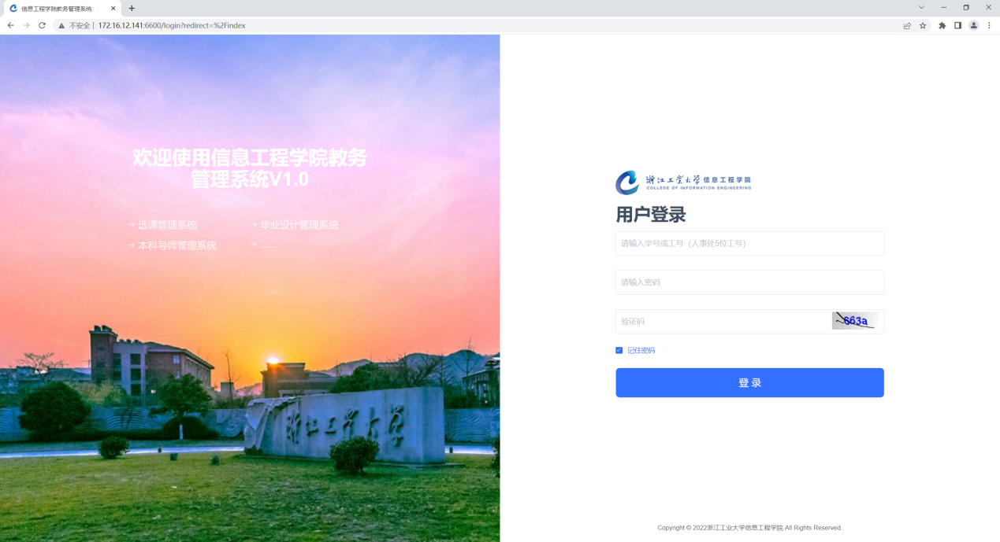 信息工程学院教务管理系统
不安全 | 172.16.12.141:6600/login?redirect=%2Findex
欢迎使用信息工程学院教务
管理系统V1.0
→ 选课管理系统
→ 毕业设计管理系统
→ 本科导师管理系统
→ ......
浙江工业大学
浙江工业大学 信息工程学院
COLLEGE OF INFORMATION ENGINEERING
用户登录
请输入学号或工号（人事处5位工号）
请输入密码
验证码
663a
记住密码
登 录
Copyright © 2022浙江工业大学信息工程学院 All Rights Reserved.